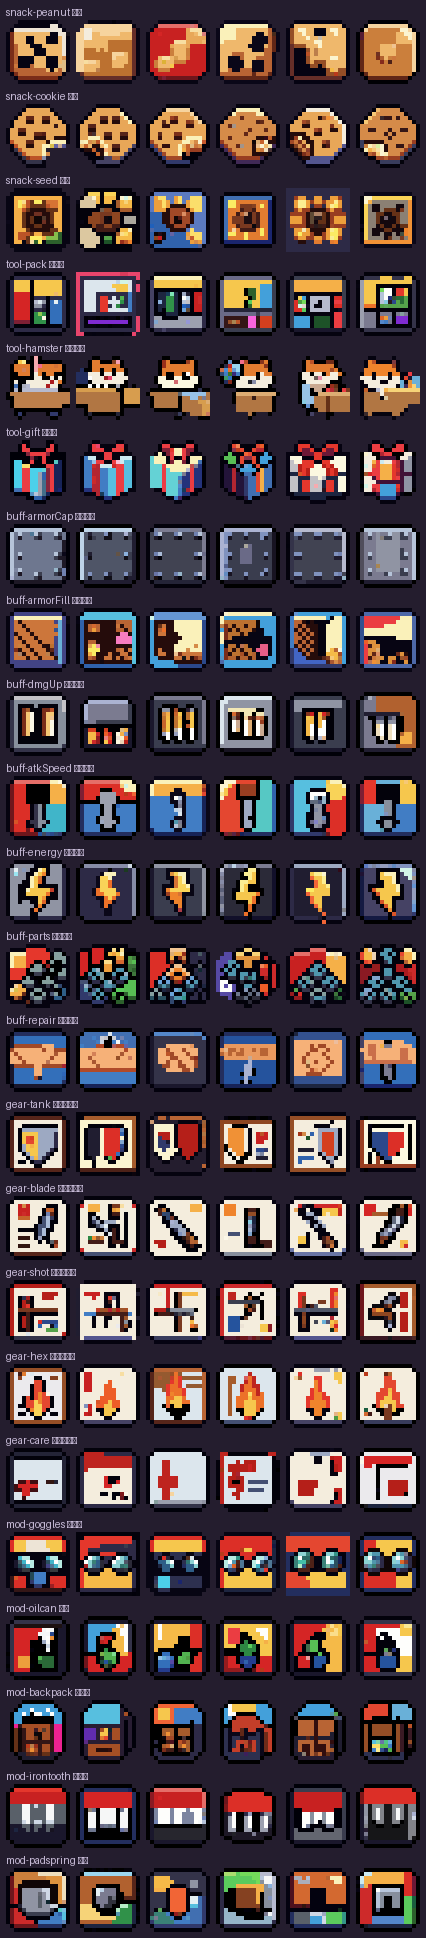 snack-peanut
snack-cookie
snack-seed
tool-pack
tool-hamster
tool-gift
buff-armorCap
buff-armorFill
buff-dmgUp
buff-atkSpeed
buff-energy
buff-parts
buff-repair
gear-tank
gear-blade
gear-shot
gear-hex
gear-care
mod-goggles
mod-oilcan
mod-backpack
mod-irontooth
mod-padspring